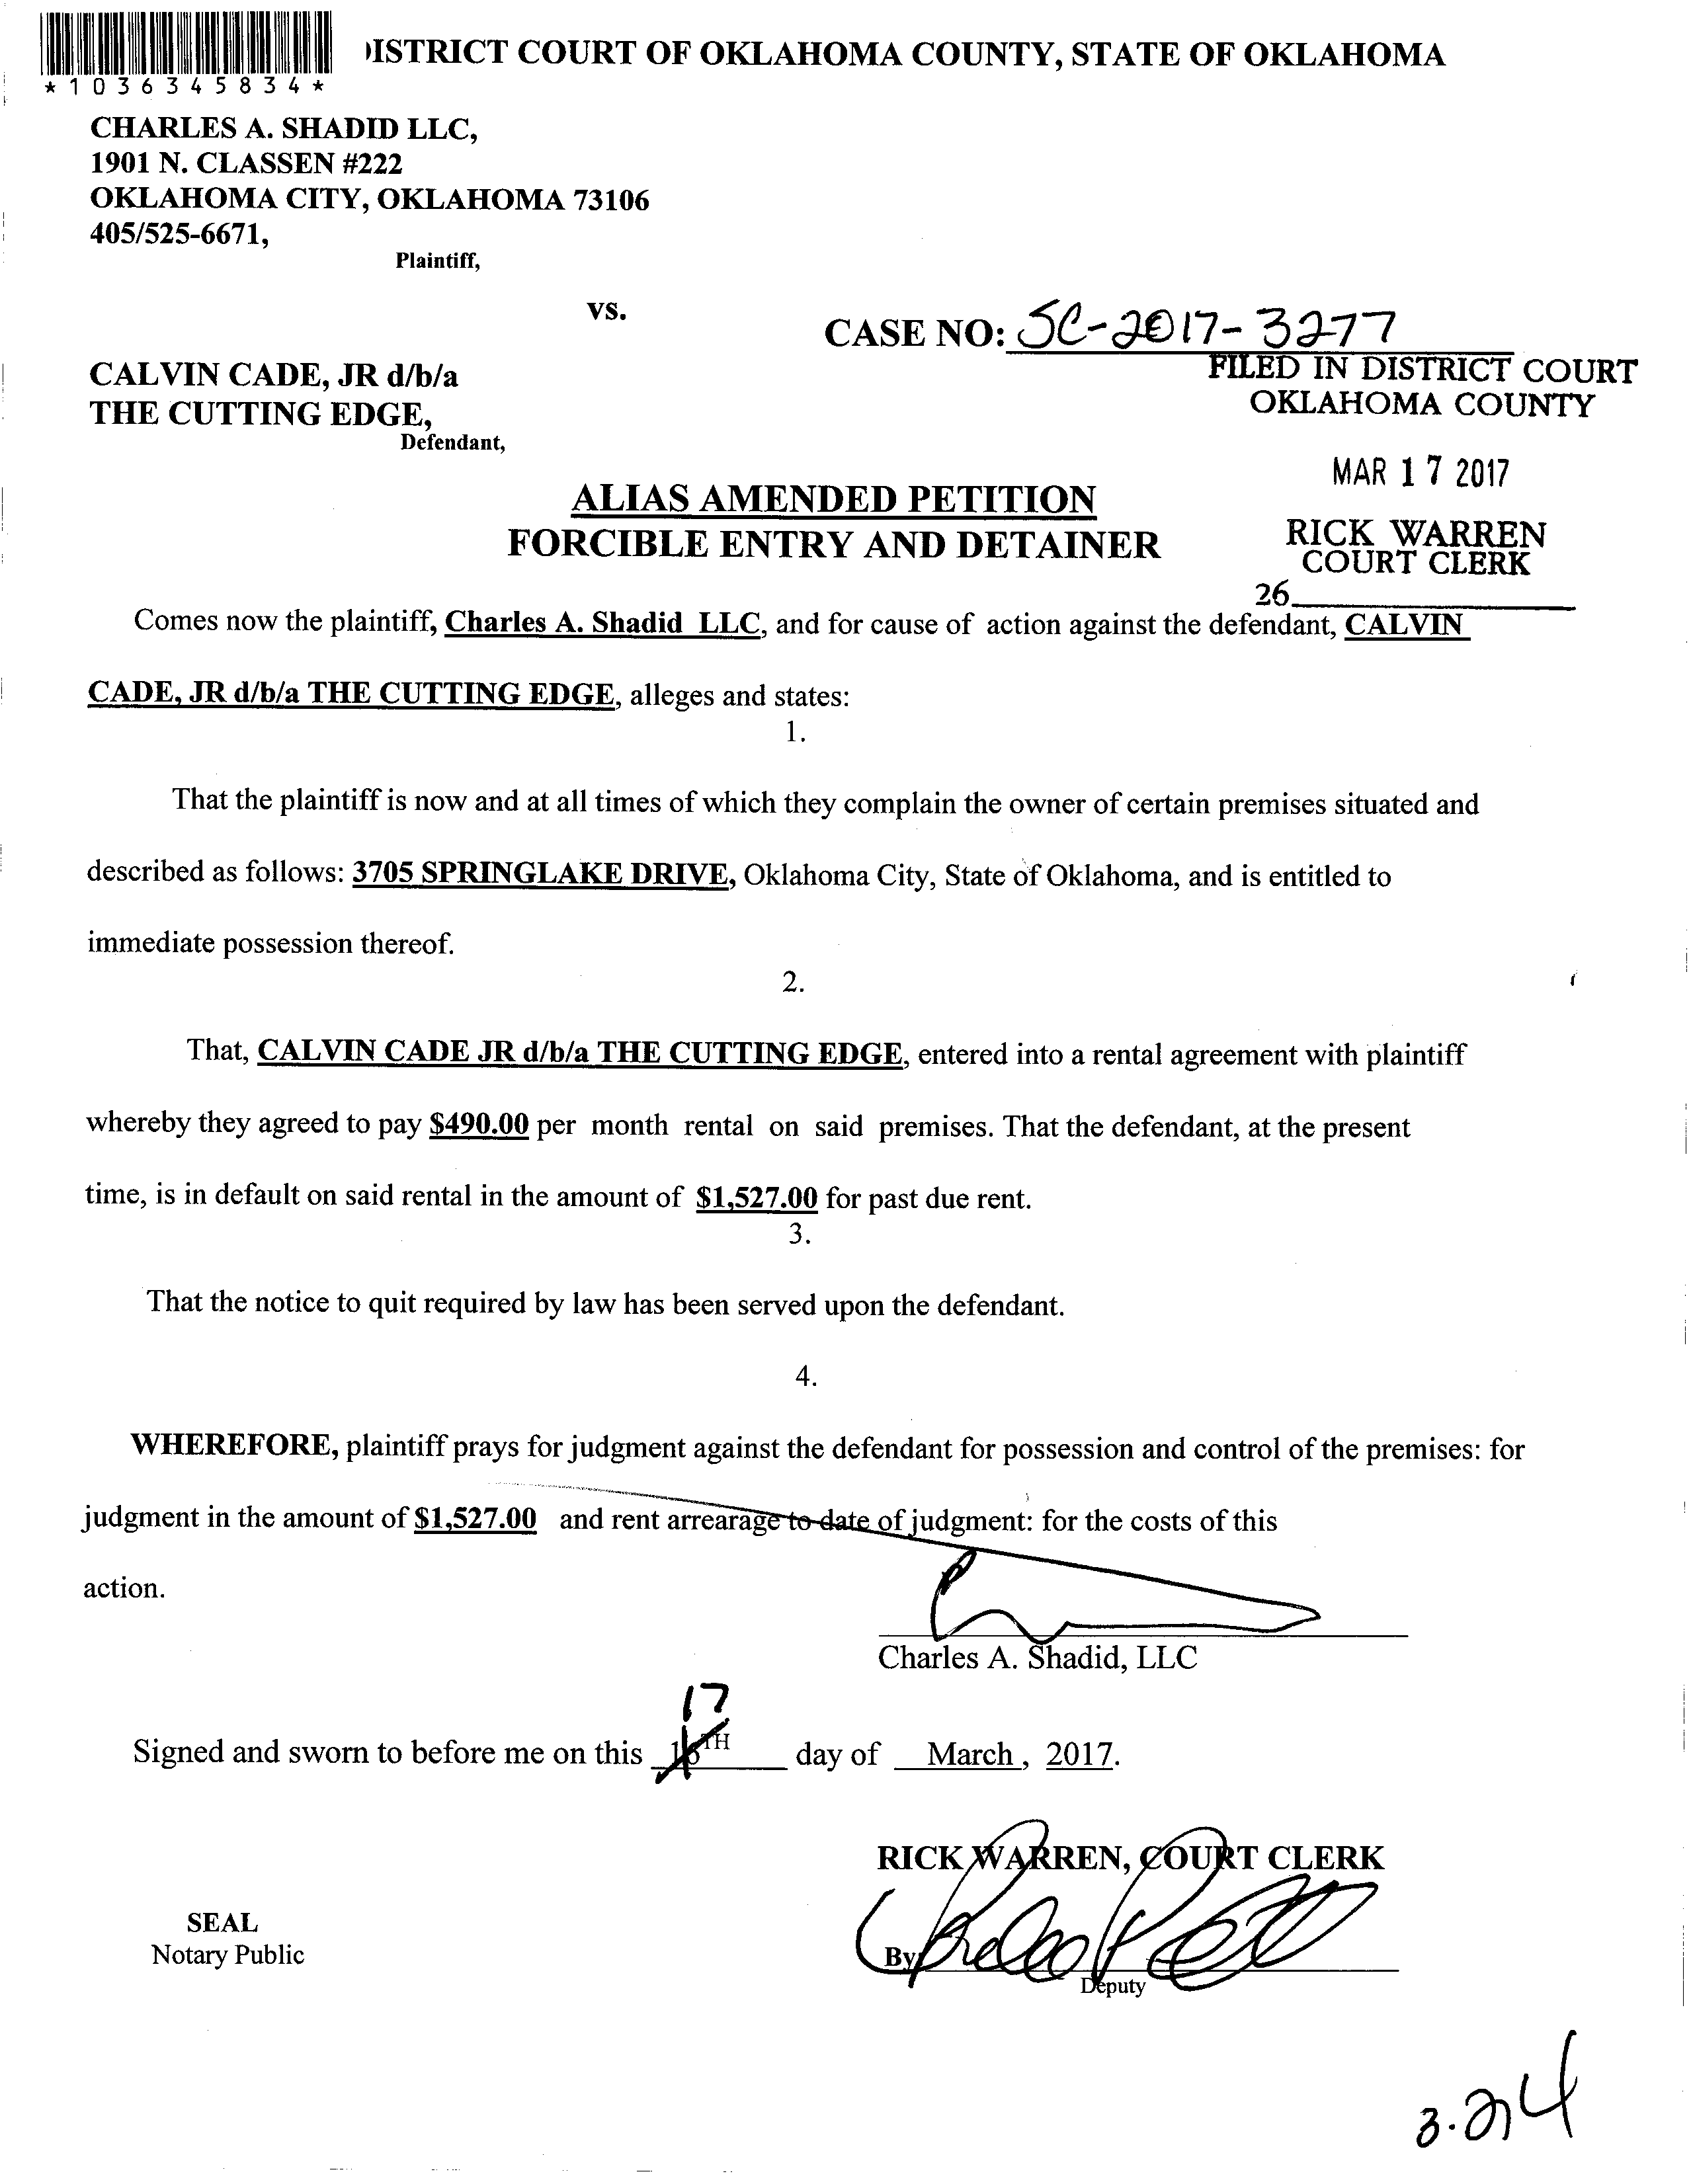 ISTRICT COURT OF OKLAHOMA COUNTY, STATE OF OKLAHOMA
*1036345834*
CHARLES A. SHADID LLC,
1901 N. CLASSEN #222
OKLAHOMA CITY, OKLAHOMA 73106
405/525-6671,
Plaintiff,
vs.
CASE NO: SC-2017-3277
FILED IN DISTRICT COURT
OKLAHOMA COUNTY
CALVIN CADE, JR d/b/a
THE CUTTING EDGE,
Defendant,
MAR 17 2017
ALIAS AMENDED PETITION
FORCIBLE ENTRY AND DETAINER
RICK WARREN
COURT CLERK
26
Comes now the plaintiff, Charles A. Shadid LLC, and for cause of action against the defendant, CALVIN
CADE, JR d/b/a THE CUTTING EDGE, alleges and states:
1.
That the plaintiff is now and at all times of which they complain the owner of certain premises situated and
described as follows: 3705 SPRINGLAKE DRIVE, Oklahoma City, State of Oklahoma, and is entitled to
immediate possession thereof.
2.
That, CALVIN CADE JR d/b/a THE CUTTING EDGE, entered into a rental agreement with plaintiff
whereby they agreed to pay $490.00 per month rental on said premises. That the defendant, at the present
time, is in default on said rental in the amount of $1,527.00 for past due rent.
3.
That the notice to quit required by law has been served upon the defendant.
4.
WHEREFORE, plaintiff prays for judgment against the defendant for possession and control of the premises: for
judgment in the amount of $1,527.00 and rent arrearage to date of judgment: for the costs of this
action.
Charles A. Shadid, LLC
17
Signed and sworn to before me on this 16TH day of March, 2017.
RICK WARREN, COURT CLERK
SEAL
Notary Public
By
Deputy
3.24